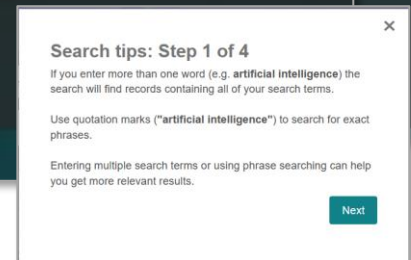 Search tips: Step 1 of 4
If you enter more than one word (e.g. artificial intelligence) the
search will find records containing all of your search terms.
Use quotation marks ("artificial intelligence") to search for exact
phrases.
Entering multiple search terms or using phrase searching can help
you get more relevant results.
Next